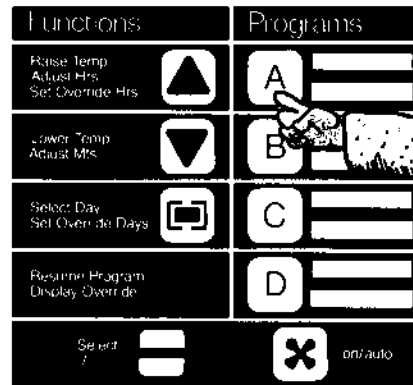 Functions
Programs
Raise Temp
Adjust Hrs
Set Override Hrs
A
Lower Temp
Adjust Mts
B
Select Day
Set Override Days
C
Resume Program
Display Override
D
Select
/
on/auto